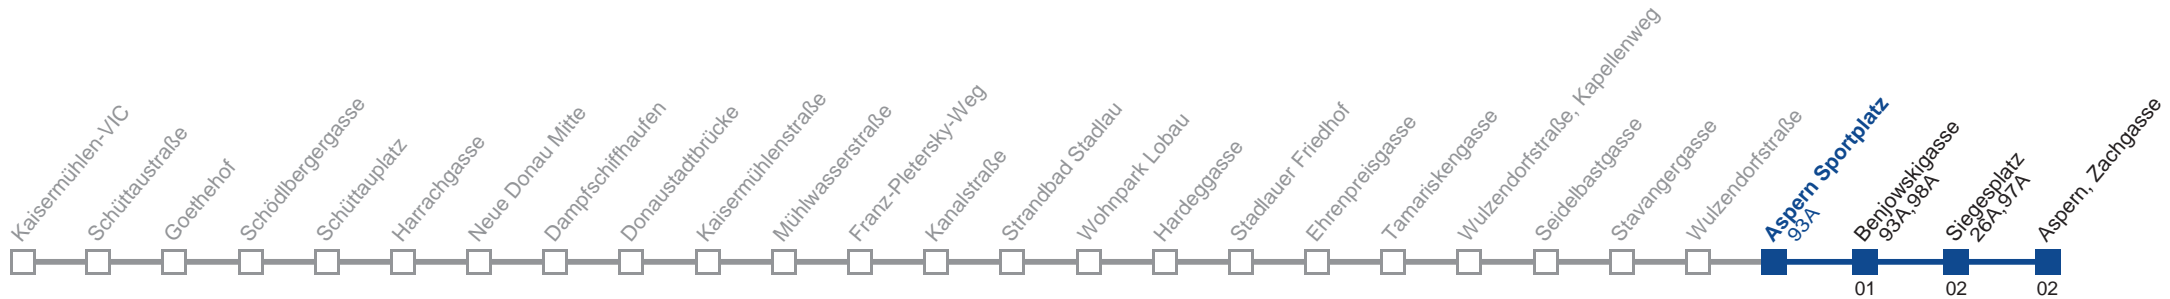 Kaisermühlen-VIC
Schüttaustraße
Goethehof
Schödlbergergasse
Schüttauplatz
Harrachgasse
Neue Donau Mitte
Dampfschiffhaufen
Donaustadtbrücke
Kaisermühlenstraße
Mühlwasserstraße
Franz-Pletersky-Weg
Kanalstraße
Strandbad Stadlau
Wohnpark Lobau
Hardeggasse
Stadlauer Friedhof
Ehrenpreisgasse
Tamariskengasse
Wulzendorfstraße, Kapellenweg
Seidelbastgasse
Stavangergasse
Wulzendorfstraße
Aspern Sportplatz
93A
Benjowskigasse
93A,98A
Siegesplatz
26A,97A
Aspern, Zachgasse
01
02
02